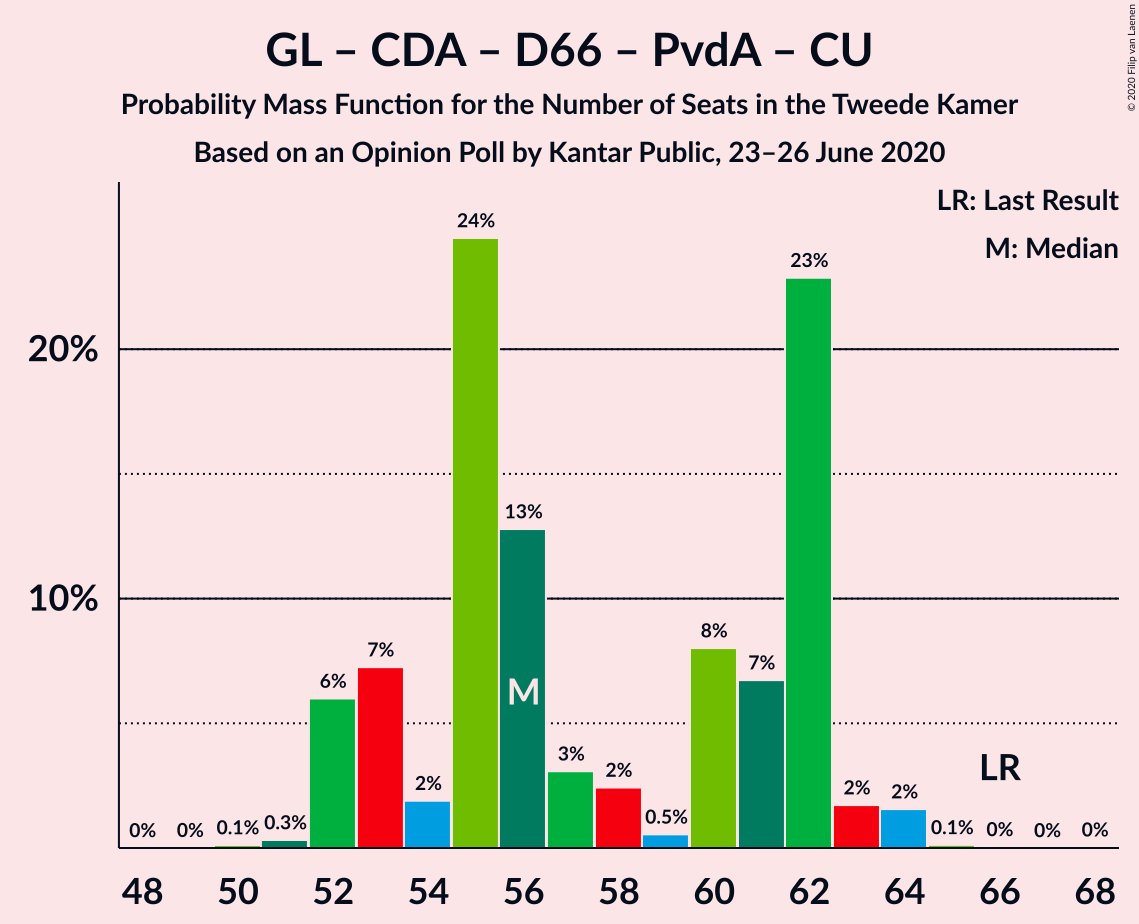 GL – CDA – D66 – PvdA – CU
Probability Mass Function for the Number of Seats in the Tweede Kamer
Based on an Opinion Poll by Kantar Public, 23–26 June 2020
© 2020 Filip van Laenen
LR: Last Result
M: Median
20%
10%
0% 0% 0.1% 0.3% 6% 7% 2% 24% 13% 3% 2% 0.5% 8% 7% 23% 2% 2% 0.1% 0% 0% 0%
M
LR
48 50 52 54 56 58 60 62 64 66 68